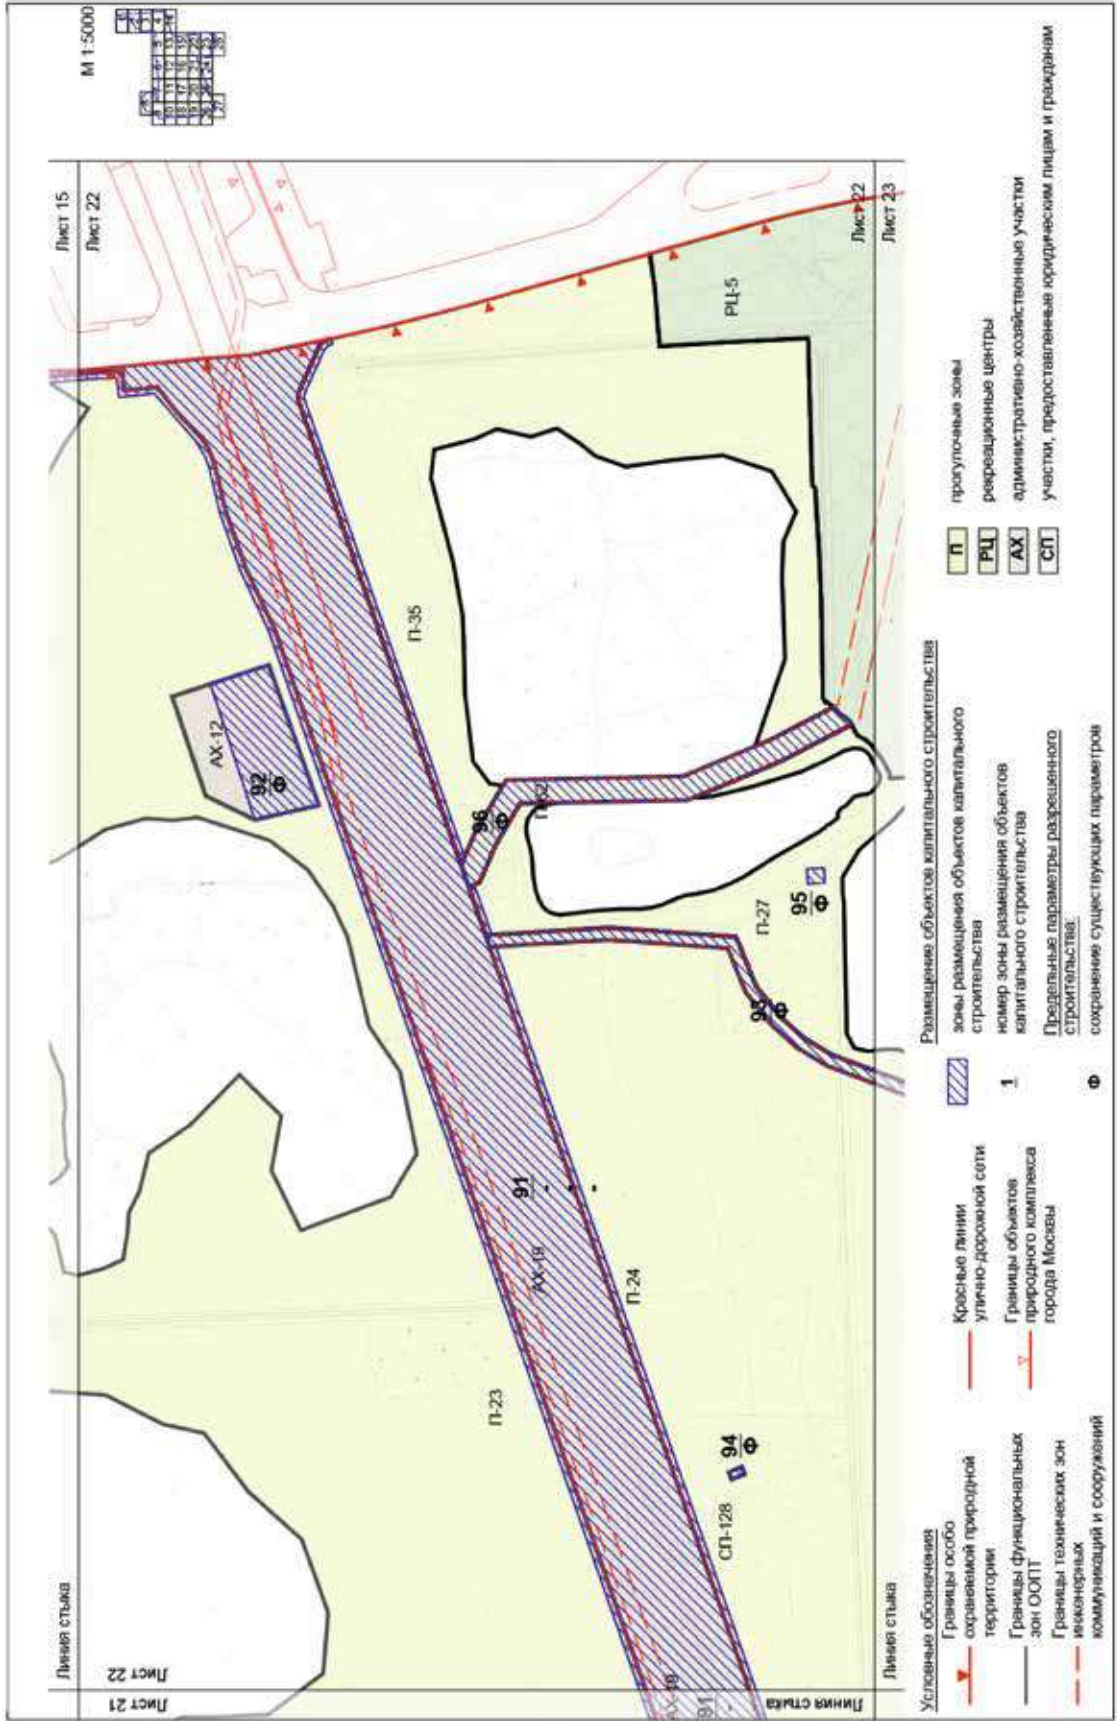 М 1:5000
Линия стыка
Лист 15
Лист 22
Лист 21
Лист 22
АХ-12
92
Ф
П-35
РЦ-5
96
Ф
П-27
95
Ф
93
Ф
91
АХ-19
П-23
П-24
94
Ф
СП-128
АХ-19
91
Линия стыка
Линия стыка
Лист 22
Лист 23
Условные обозначения
Границы особо
охраняемой природной
территории
Границы функциональных
зон ООПТ
Границы технических зон
инженерных
коммуникаций и сооружений
Красные линии
улично-дорожной сети
Границы объектов
природного комплекса
города Москвы
Размещение объектов капитального строительства
зоны размещения объектов капитального
строительства
1
номер зоны размещения объектов
капитального строительства
Предельные параметры разрешенного
строительства:
Ф
сохранение существующих параметров
П
прогулочные зоны
РЦ
рекреационные центры
АХ
административно-хозяйственные участки
СП
участки, предоставленные юридическим лицам и гражданам